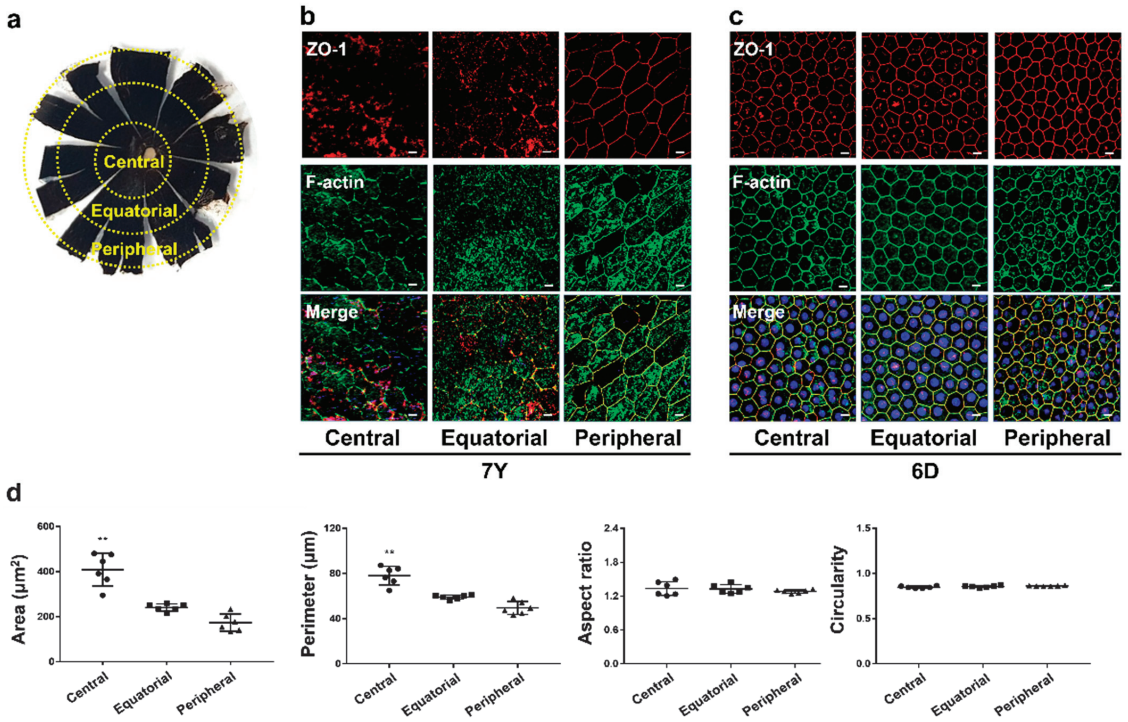 a
Central
Equatorial
Peripheral
b
ZO-1
F-actin
Merge
Central Equatorial Peripheral
7Y
c
ZO-1
F-actin
Merge
Central Equatorial Peripheral
6D
d
Area (μm²)
600
400
200
0
**
Central Equatorial Peripheral
Perimeter (μm)
120
80
40
0
**
Central Equatorial Peripheral
Aspect ratio
2.4
1.8
1.2
0.6
0.0
Central Equatorial Peripheral
Circularity
1.5
1.0
0.5
0.0
Central Equatorial Peripheral